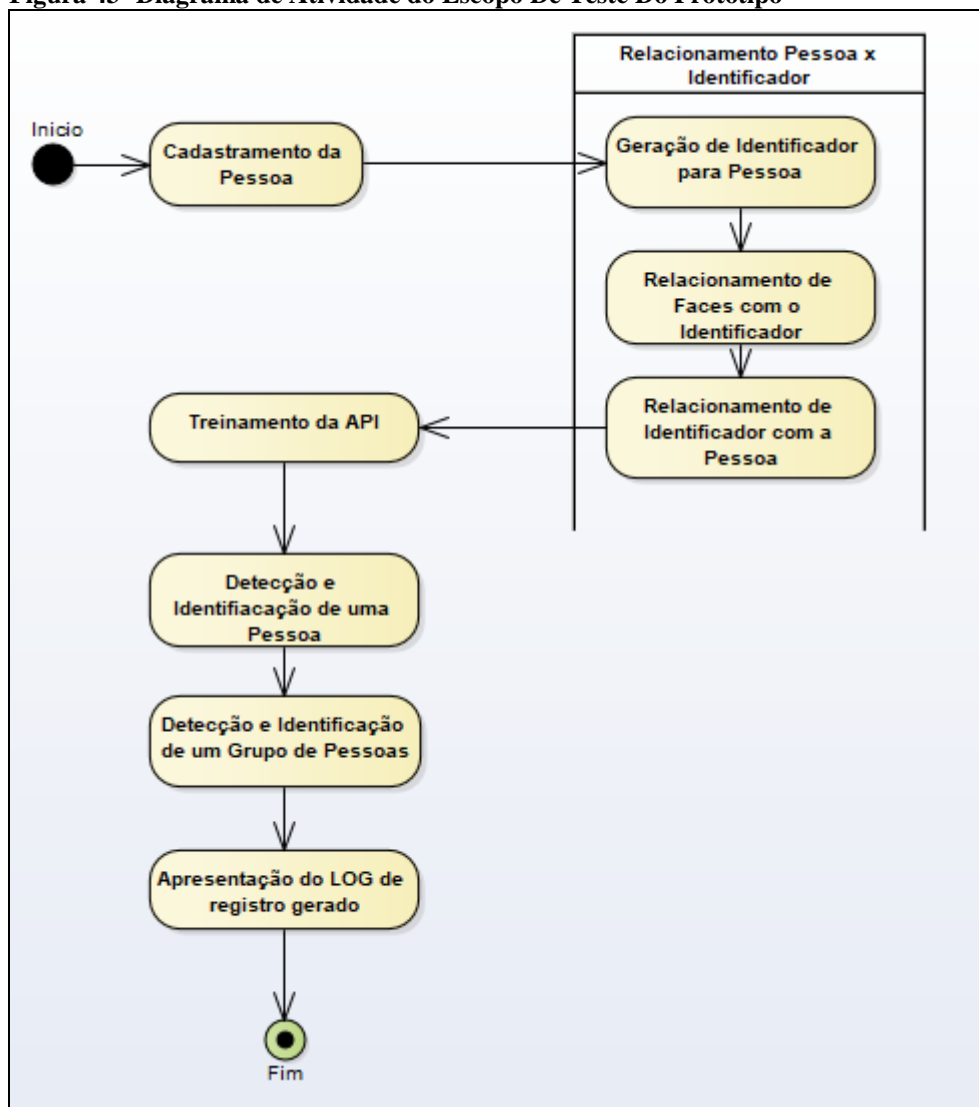 Figura 43- Diagrama de Atividade do Escopo De Teste Do Protótipo
Relacionamento Pessoa x
Identificador
Inicio
Cadastramento da
Pessoa
Geração de Identificador
para Pessoa
Relacionamento de
Faces com o
Identificador
Relacionamento de
Identificador com a
Pessoa
Treinamento da API
Detecção e
Identifiacação de uma
Pessoa
Detecção e Identificação
de um Grupo de Pessoas
Apresentação do LOG de
registro gerado
Fim